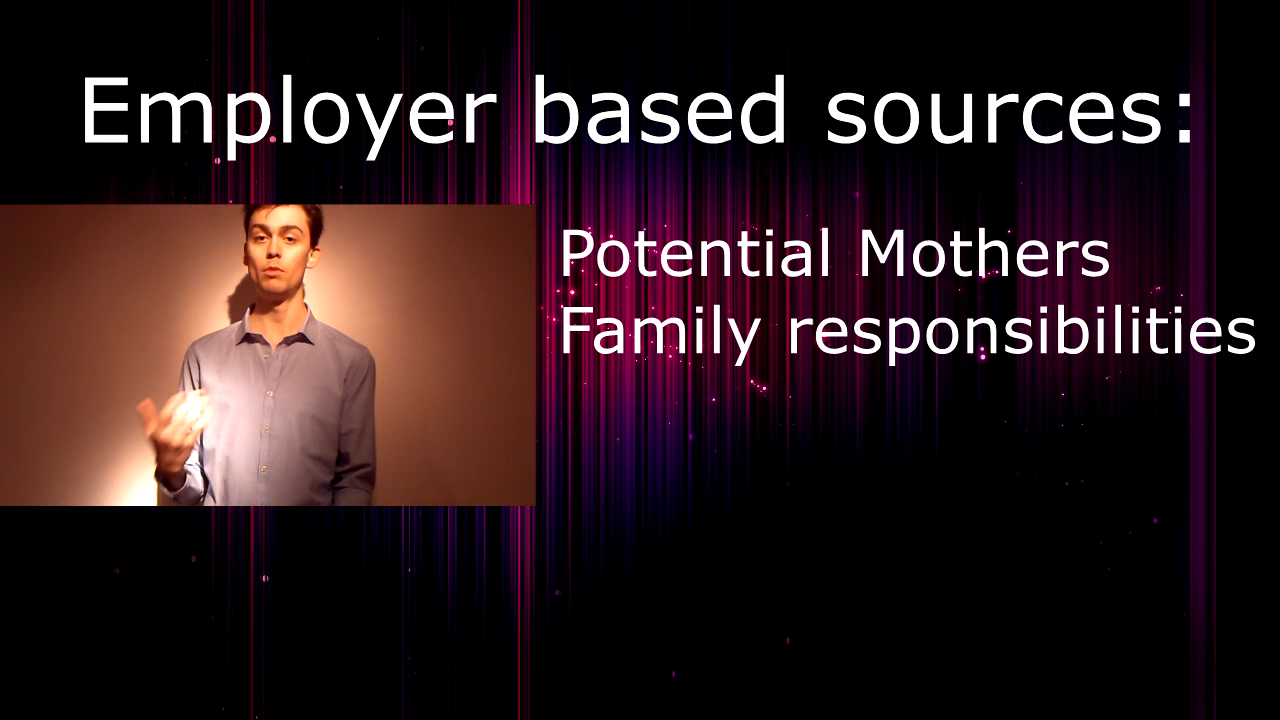 Employer based sources:
Potential Mothers
Family responsibilities